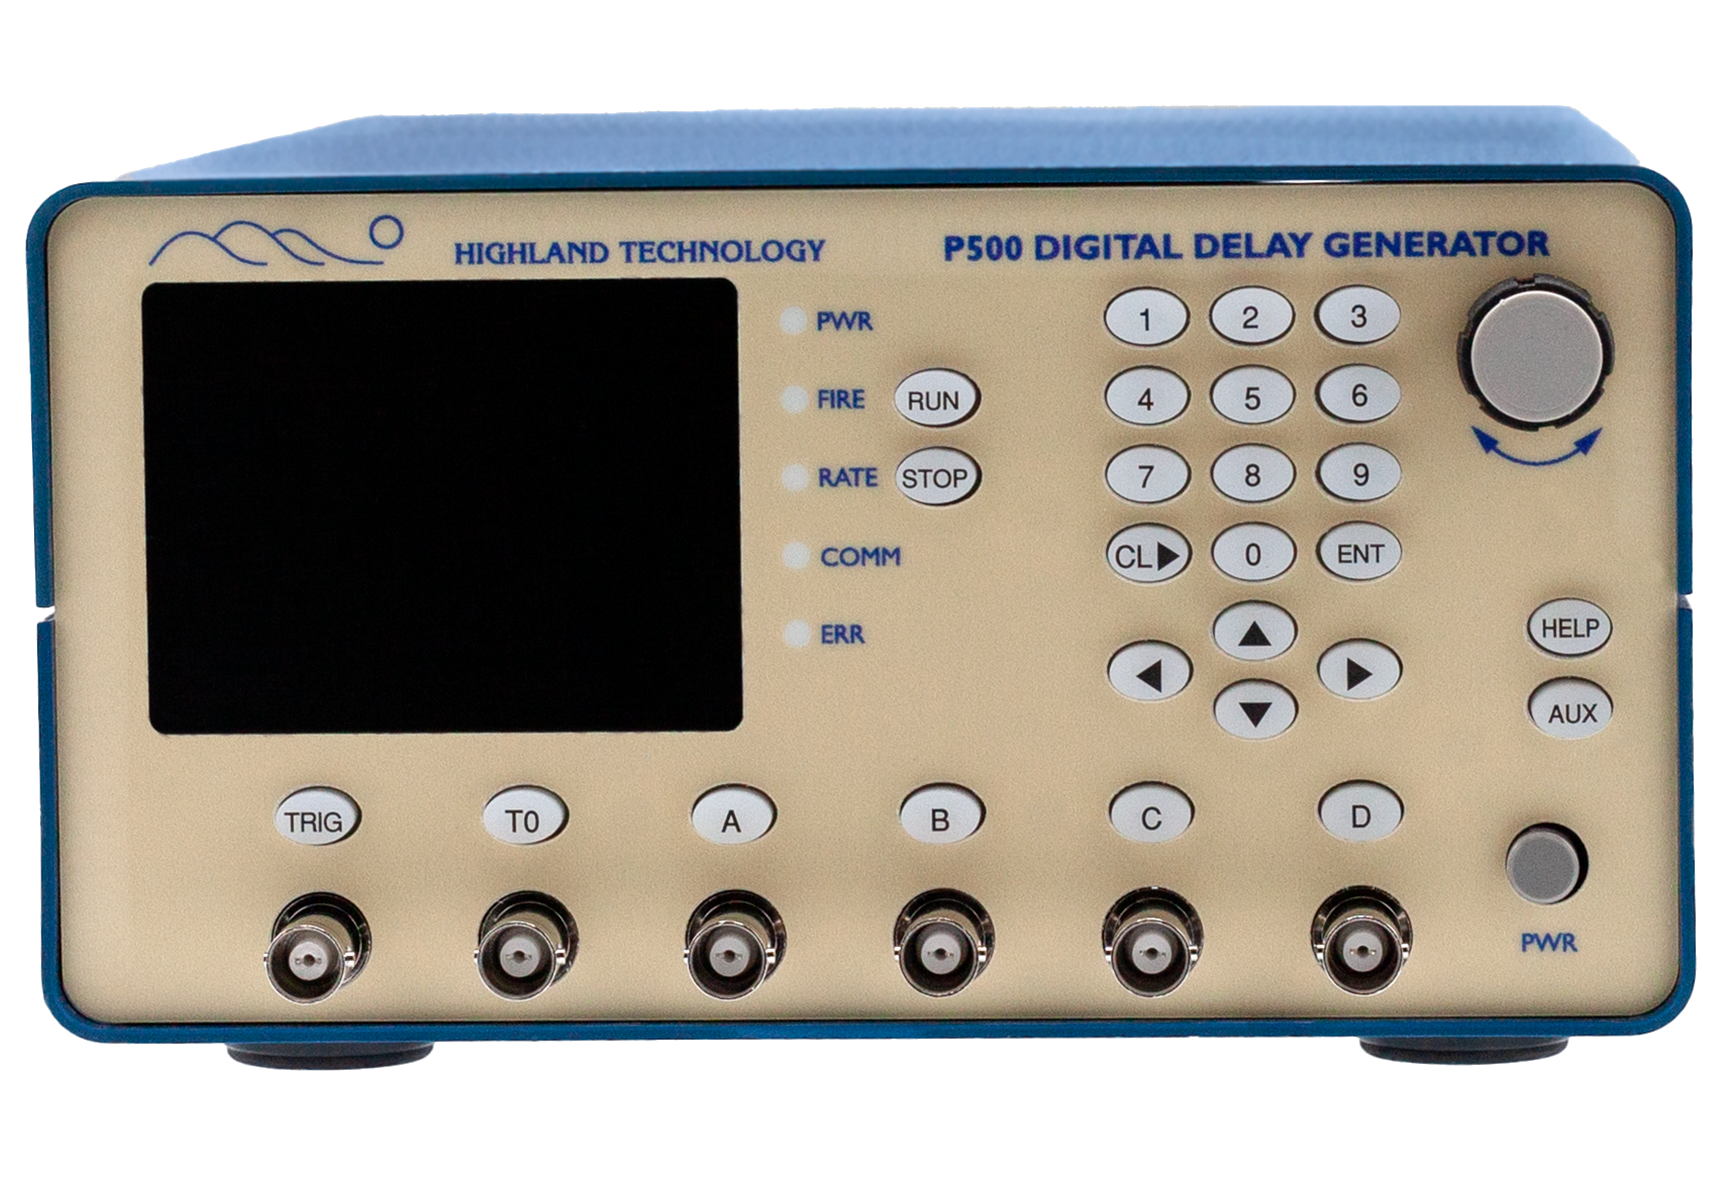 HIGHLAND TECHNOLOGY
P500 DIGITAL DELAY GENERATOR
PWR
1 2 3
FIRE RUN
4 5 6
RATE STOP
7 8 9
COMM
CL▶ 0 ENT
ERR
▲
◀ ▶
▼
HELP
AUX
TRIG T0 A B C D
PWR